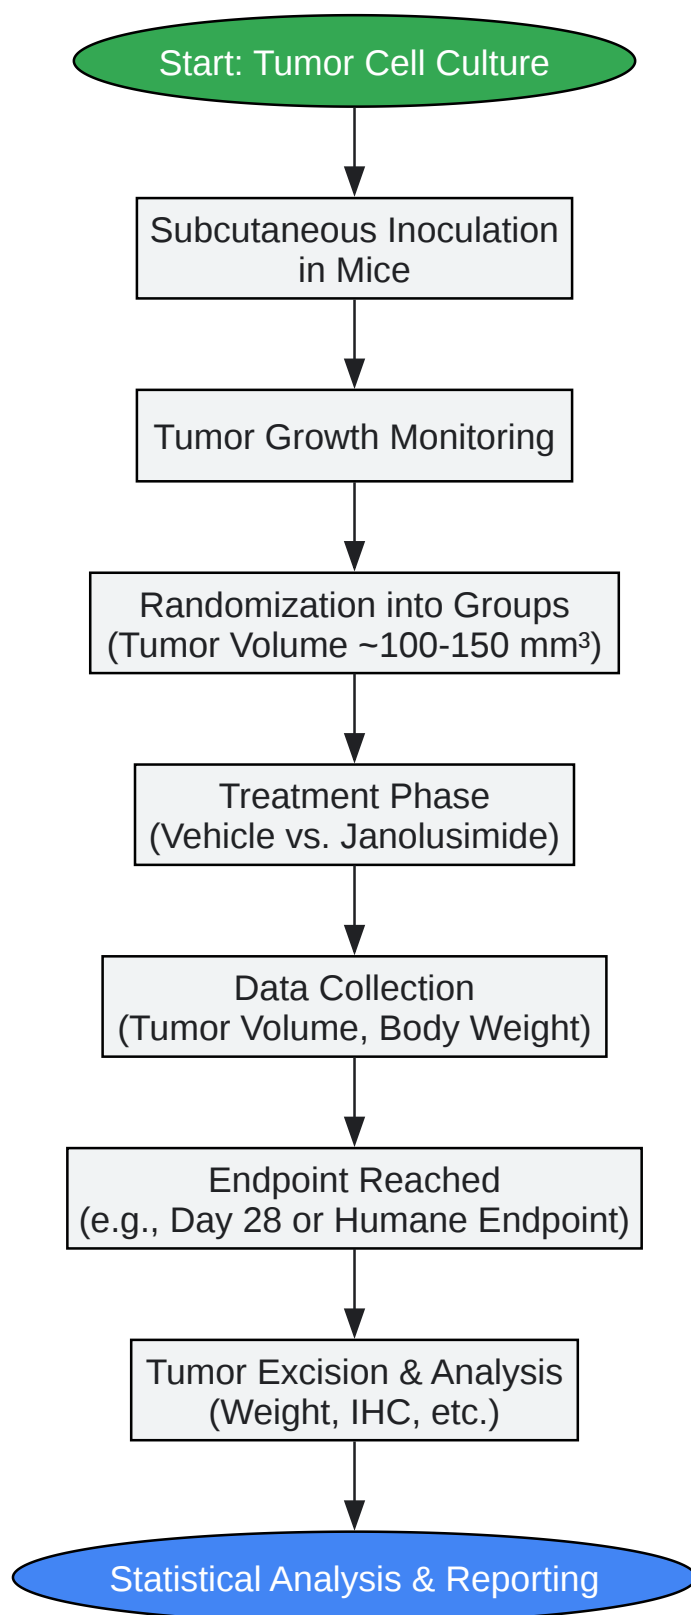 Start: Tumor Cell Culture
Subcutaneous Inoculation
in Mice
Tumor Growth Monitoring
Randomization into Groups
(Tumor Volume ~100-150 mm³)
Treatment Phase
(Vehicle vs. Janolusimide)
Data Collection
(Tumor Volume, Body Weight)
Endpoint Reached
(e.g., Day 28 or Humane Endpoint)
Tumor Excision & Analysis
(Weight, IHC, etc.)
Statistical Analysis & Reporting